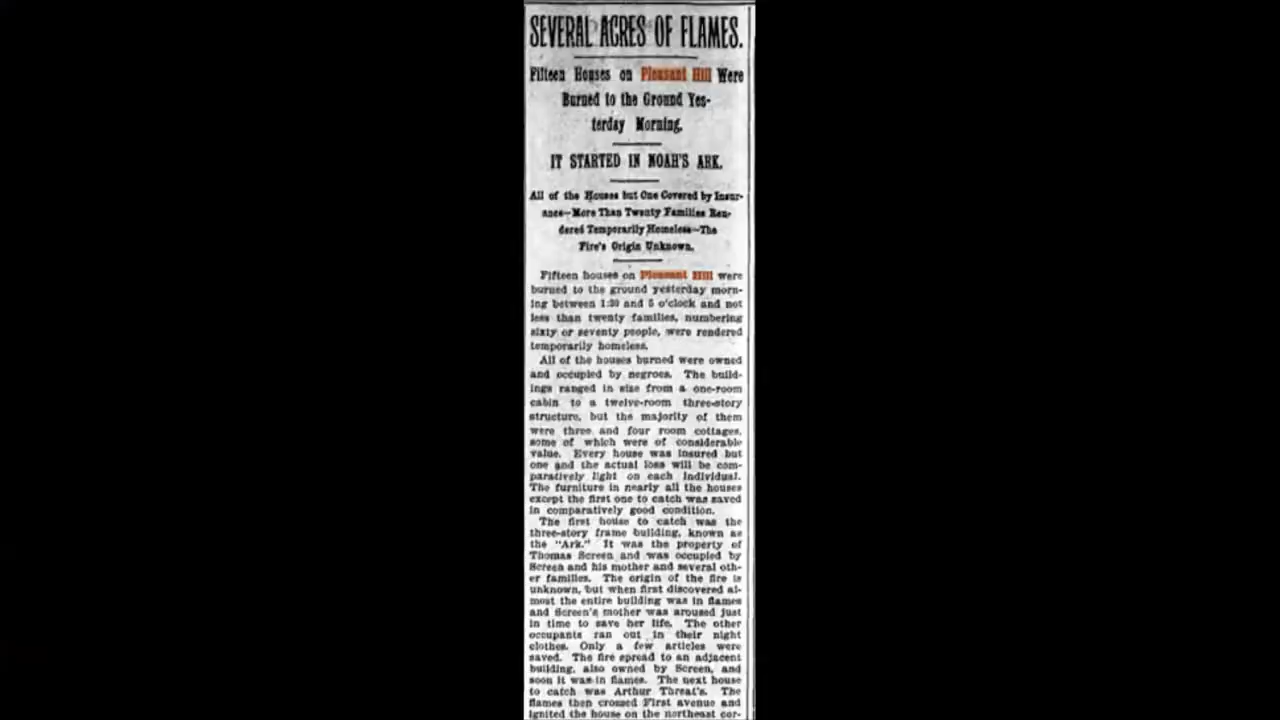 SEVERAL ACRES OF FLAMES.
Fifteen Houses on Pleasant Hill Were
Burned to the Ground Yes-
terday Morning.
IT STARTED IN NOAH'S ARK.
All of the Houses but One Covered by Insur-
ance—More Than Twenty Families Ren-
dered Temporarily Homeless—The
Fire's Origin Unknown.
Fifteen houses on Pleasant Hill were
burned to the ground yesterday morn-
ing between 1:30 and 5 o'clock and not
less than twenty families, numbering
sixty or seventy people, were rendered
temporarily homeless.
All of the houses burned were owned
and occupied by negroes. The build-
ings ranged in size from a one-room
cabin to a twelve-room three-story
structure, but the majority of them
were three and four room cottages,
some of which were of considerable
value. Every house was insured but
one and the actual loss will be com-
paratively light on each individual.
The furniture in nearly all the houses
except the first one to catch was saved
in comparatively good condition.
The first house to catch was the
three-story frame building, known as
the "Ark." It was the property of
Thomas Screen and was occupied by
Screen and his mother and several oth-
er families. The origin of the fire is
unknown, but when first discovered al-
most the entire building was in flames
and Screen's mother was aroused just
in time to save her life. The other
occupants ran out in their night
clothes. Only a few articles were
saved. The fire spread to an adjacent
building, also owned by Screen, and
soon it was in flames. The next house
to catch was Arthur Threat's. The
flames then crossed First avenue and
ignited the house on the northeast cor-